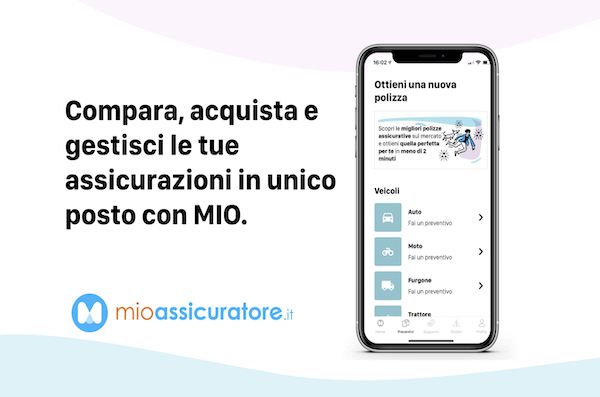 Compara, acquista e
gestisci le tue
assicurazioni in unico
posto con MIO.
mioassicuratore.it
16:02
Ottieni una nuova
polizza
Scopri le migliori polizze
assicurative sul mercato
e ottieni quella perfetta
per te in meno di 2
minuti
Veicoli
Auto
Fai un preventivo
Moto
Fai un preventivo
Furgone
Fai un preventivo
Trattore
Preventivi